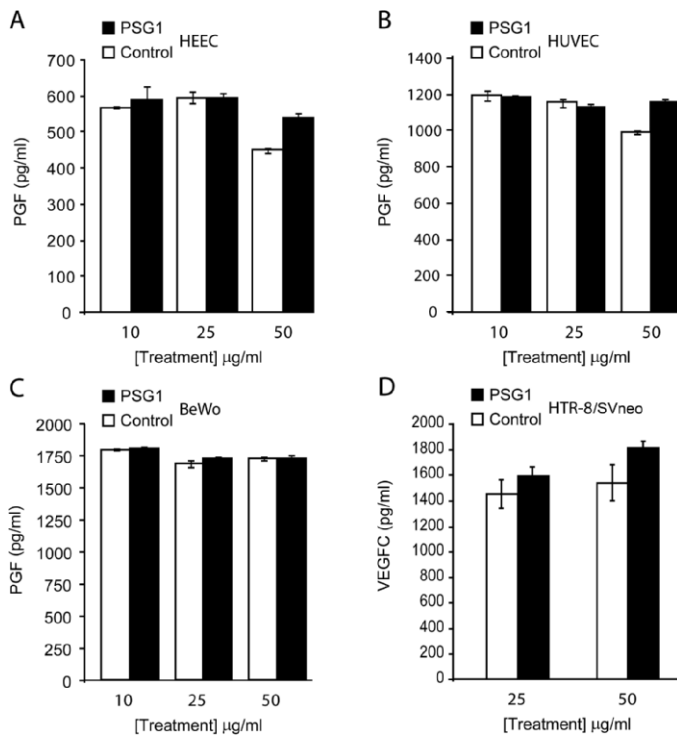 A
PSG1
Control
HEEC
700
600
500
400
300
200
100
0
PGF (pg/ml)
10 25 50
[Treatment] μg/ml
B
PSG1
Control
HUVEC
1400
1200
1000
800
600
400
200
0
PGF (pg/ml)
10 25 50
[Treatment] μg/ml
C
PSG1
Control
BeWo
2000
1750
1500
1250
1000
750
500
250
0
PGF (pg/ml)
10 25 50
[Treatment] μg/ml
D
PSG1
Control
HTR-8/SVneo
2000
1800
1600
1400
1200
1000
800
600
400
200
0
VEGFC (pg/ml)
25 50
[Treatment] μg/ml